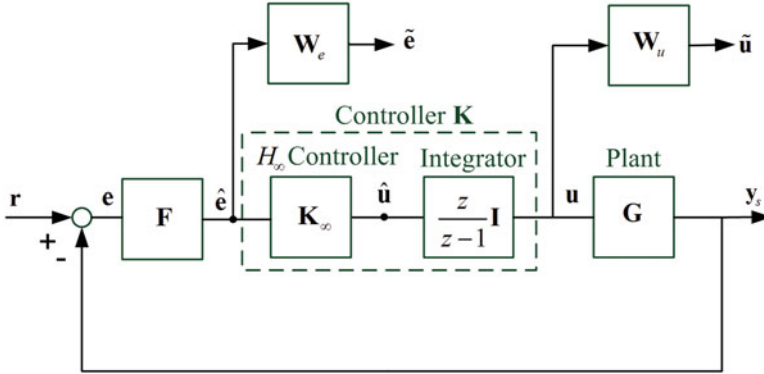 W_e
ẽ
W_u
ũ
Controller K
H_∞ Controller
Integrator
Plant
r
e
F
ê
K_∞
û
z
z−1
I
u
G
y_s
+
-